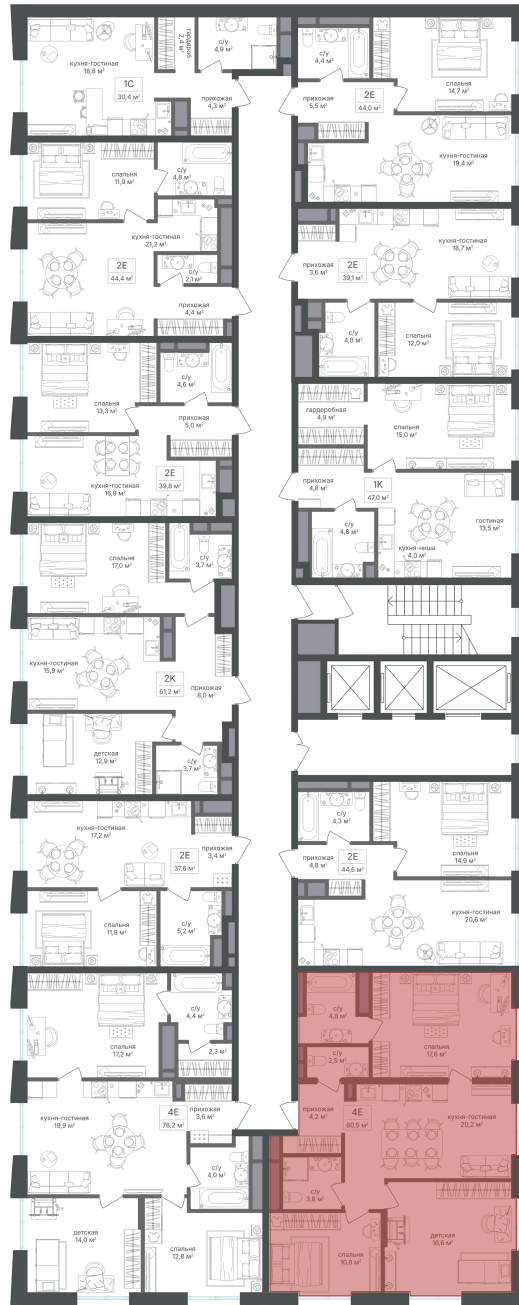 кухня-гостиная
18,8 м²
1С
30,4 м²
гардероб
2,4 м²
с/у
4,9 м²
прихожая
4,3 м²
с/у
4,4 м²
прихожая
5,5 м²
2Е
44,0 м²
спальня
14,7 м²
кухня-гостиная
19,4 м²
спальня
11,9 м²
с/у
4,8 м²
кухня-гостиная
21,2 м²
2Е
44,4 м²
с/у
2,1 м²
прихожая
4,4 м²
прихожая
3,6 м²
2Е
39,1 м²
кухня-гостиная
18,7 м²
с/у
4,8 м²
спальня
12,0 м²
спальня
13,3 м²
с/у
4,6 м²
прихожая
5,0 м²
2Е
39,8 м²
кухня-гостиная
16,9 м²
гардеробная
4,9 м²
спальня
15,0 м²
прихожая
4,8 м²
1К
47,0 м²
с/у
4,8 м²
кухня-ниша
4,0 м²
гостиная
13,5 м²
спальня
17,0 м²
с/у
3,7 м²
кухня-гостиная
15,9 м²
2К
61,2 м²
прихожая
8,0 м²
детская
12,9 м²
с/у
3,7 м²
кухня-гостиная
17,2 м²
2Е
37,6 м²
прихожая
3,4 м²
спальня
11,8 м²
с/у
5,2 м²
с/у
4,3 м²
прихожая
4,8 м²
2Е
44,6 м²
спальня
14,9 м²
кухня-гостиная
20,6 м²
спальня
17,2 м²
с/у
4,4 м²
2,3 м²
кухня-гостиная
19,9 м²
4Е
78,2 м²
прихожая
3,6 м²
с/у
4,0 м²
детская
14,0 м²
спальня
12,8 м²
с/у
4,8 м²
с/у
2,5 м²
спальня
17,6 м²
прихожая
4,2 м²
4Е
80,5 м²
кухня-гостиная
20,2 м²
с/у
3,8 м²
спальня
10,8 м²
детская
16,6 м²